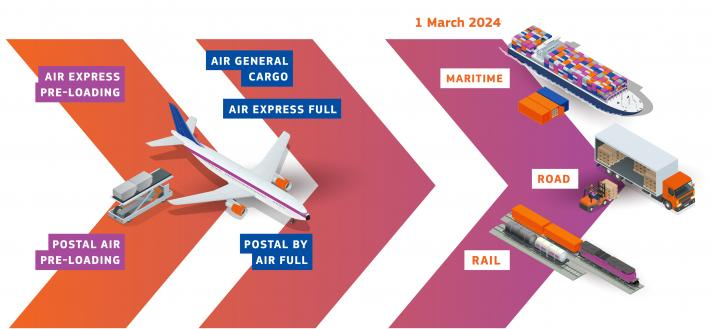 1 March 2024
AIR EXPRESS
PRE-LOADING
AIR GENERAL
CARGO
AIR EXPRESS FULL
MARITIME
ROAD
POSTAL AIR
PRE-LOADING
POSTAL BY
AIR FULL
RAIL